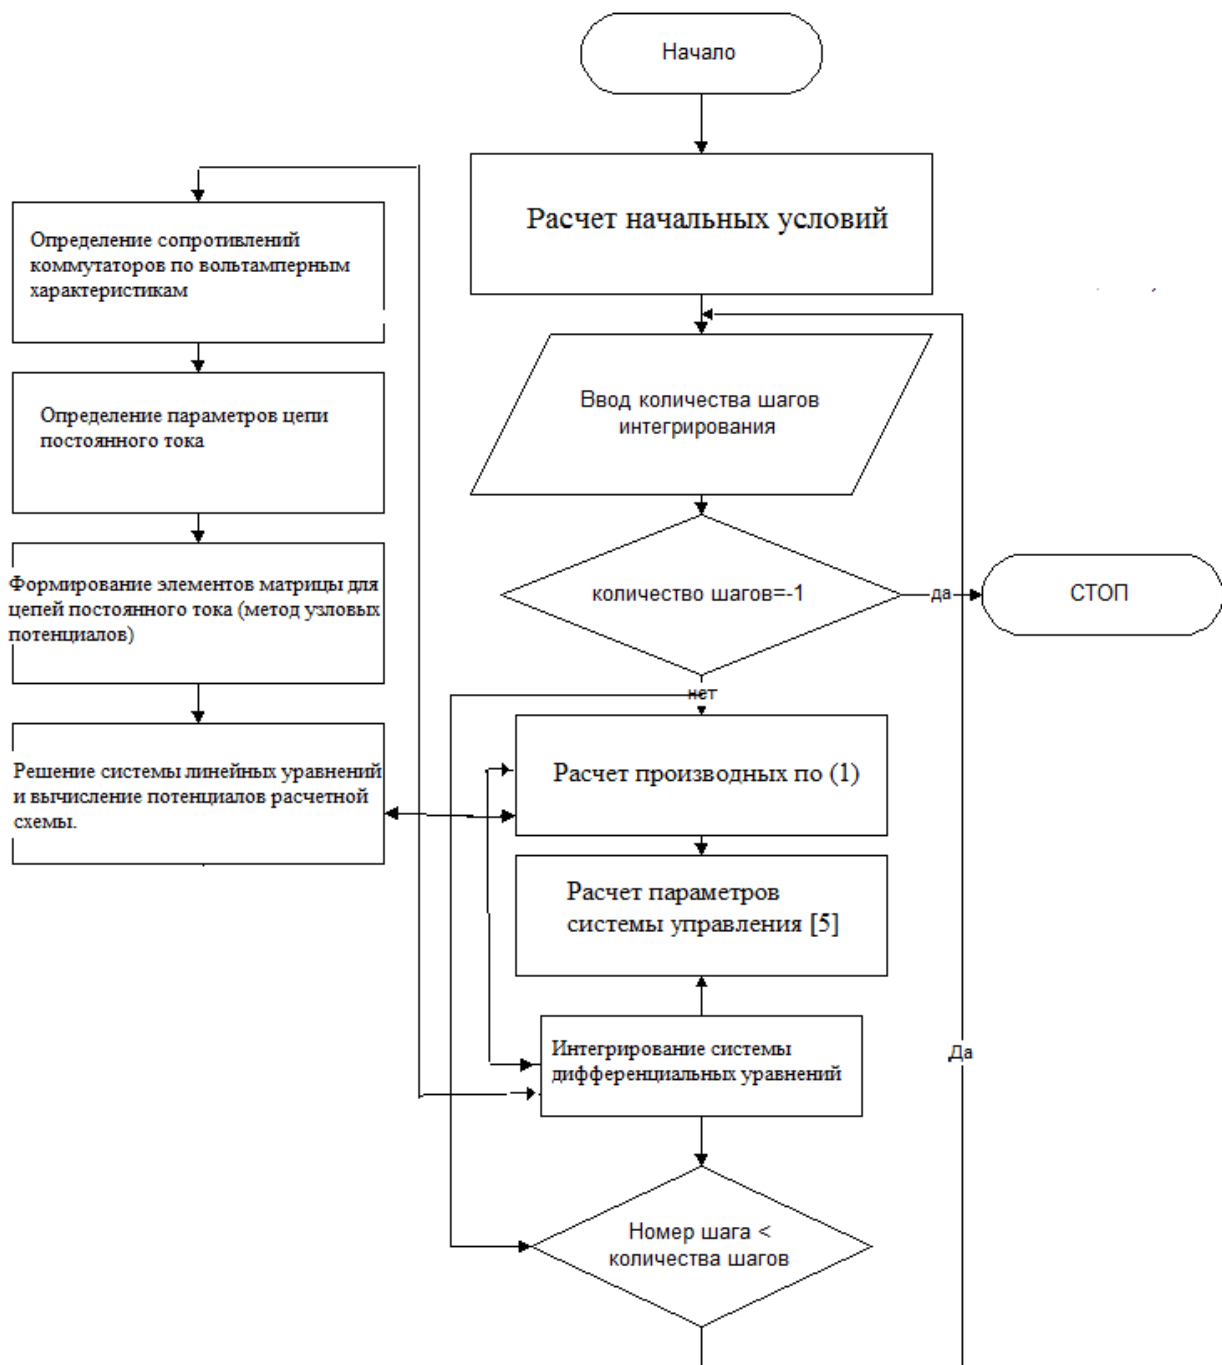 Начало
Расчет начальных условий
Определение сопротивлений
коммутаторов по вольтамперным
характеристикам
Определение параметров цепи
постоянного тока
Формирование элементов матрицы для
цепей постоянного тока (метод узловых
потенциалов)
Решение системы линейных уравнений
и вычисление потенциалов расчетной
схемы.
Ввод количества шагов
интегрирования
количество шагов=-1
да
СТОП
нет
Расчет производных по (1)
Расчет параметров
системы управления [5]
Интегрирование системы
дифференциальных уравнений
Да
Номер шага <
количества шагов